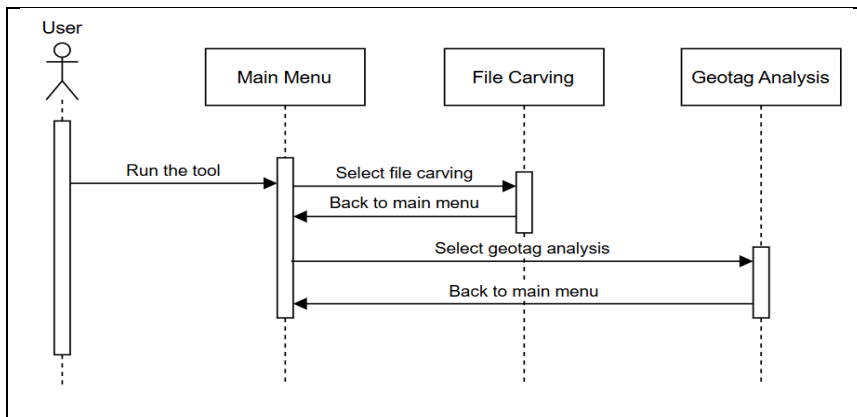 User
Main Menu
File Carving
Geotag Analysis
Run the tool
Select file carving
Back to main menu
Select geotag analysis
Back to main menu